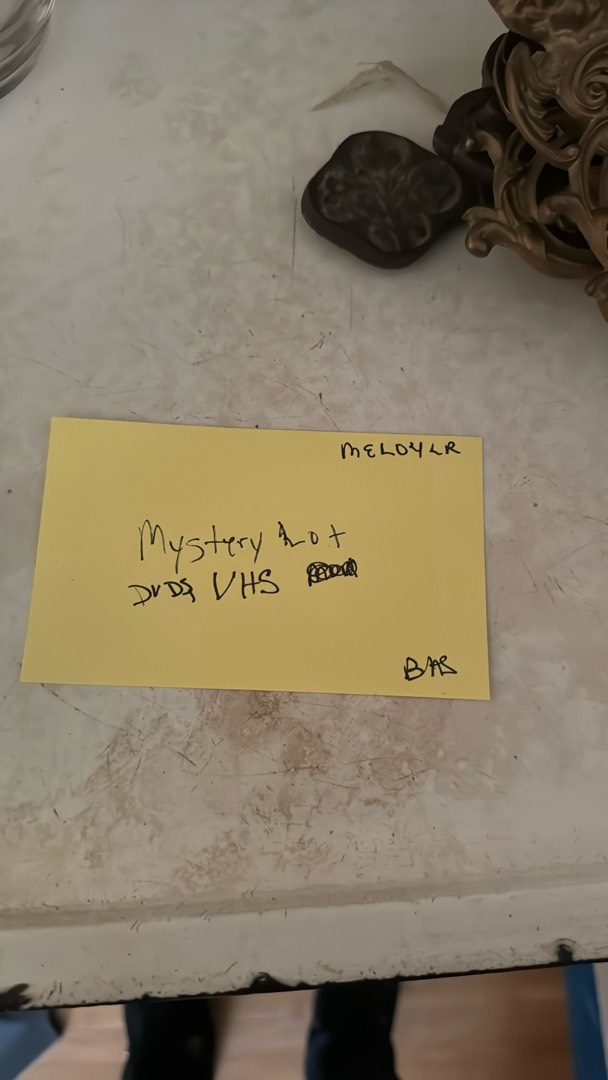 MELOYLR
Mystery Lot
DVDs VHS
BAS